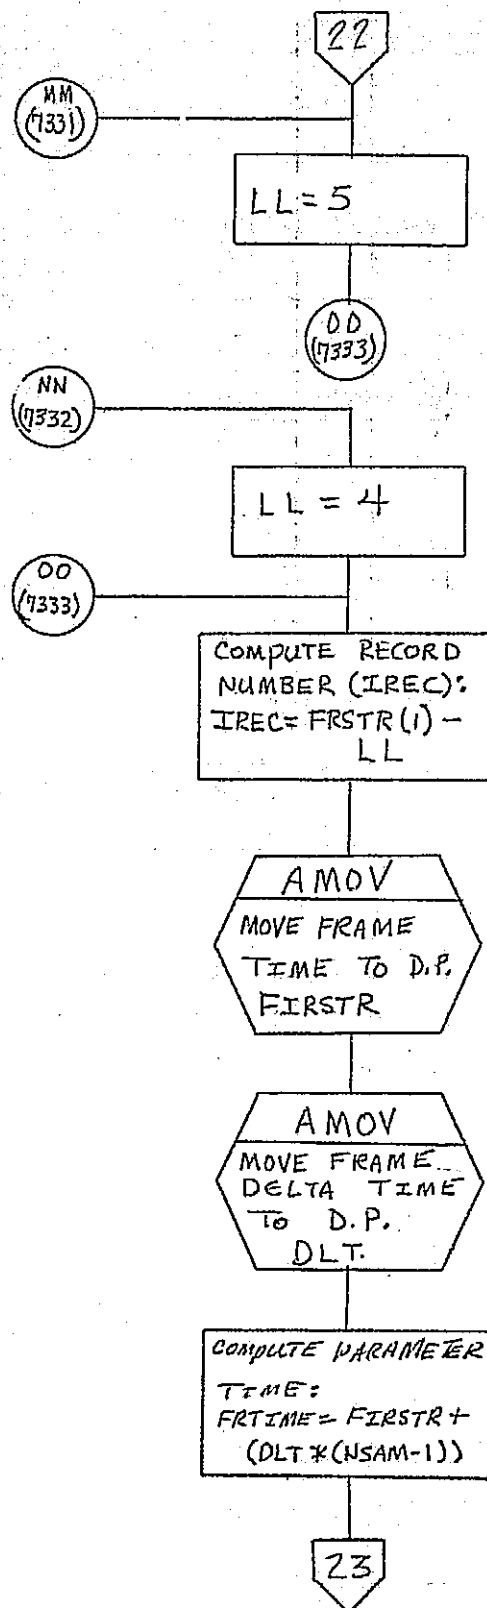 22
MM
(7331)
LL = 5
OO
(7333)
NN
(7332)
LL = 4
OO
(7333)
COMPUTE RECORD
NUMBER (IREC):
IREC= FRSTR(1) -
LL
AMOV
MOVE FRAME
TIME TO D.P.
FIRSTR
AMOV
MOVE FRAME
DELTA TIME
TO D.P.
DLT.
COMPUTE PARAMETER
TIME:
FRTIME= FIRSTR+
(DLT*(NSAM-1))
23